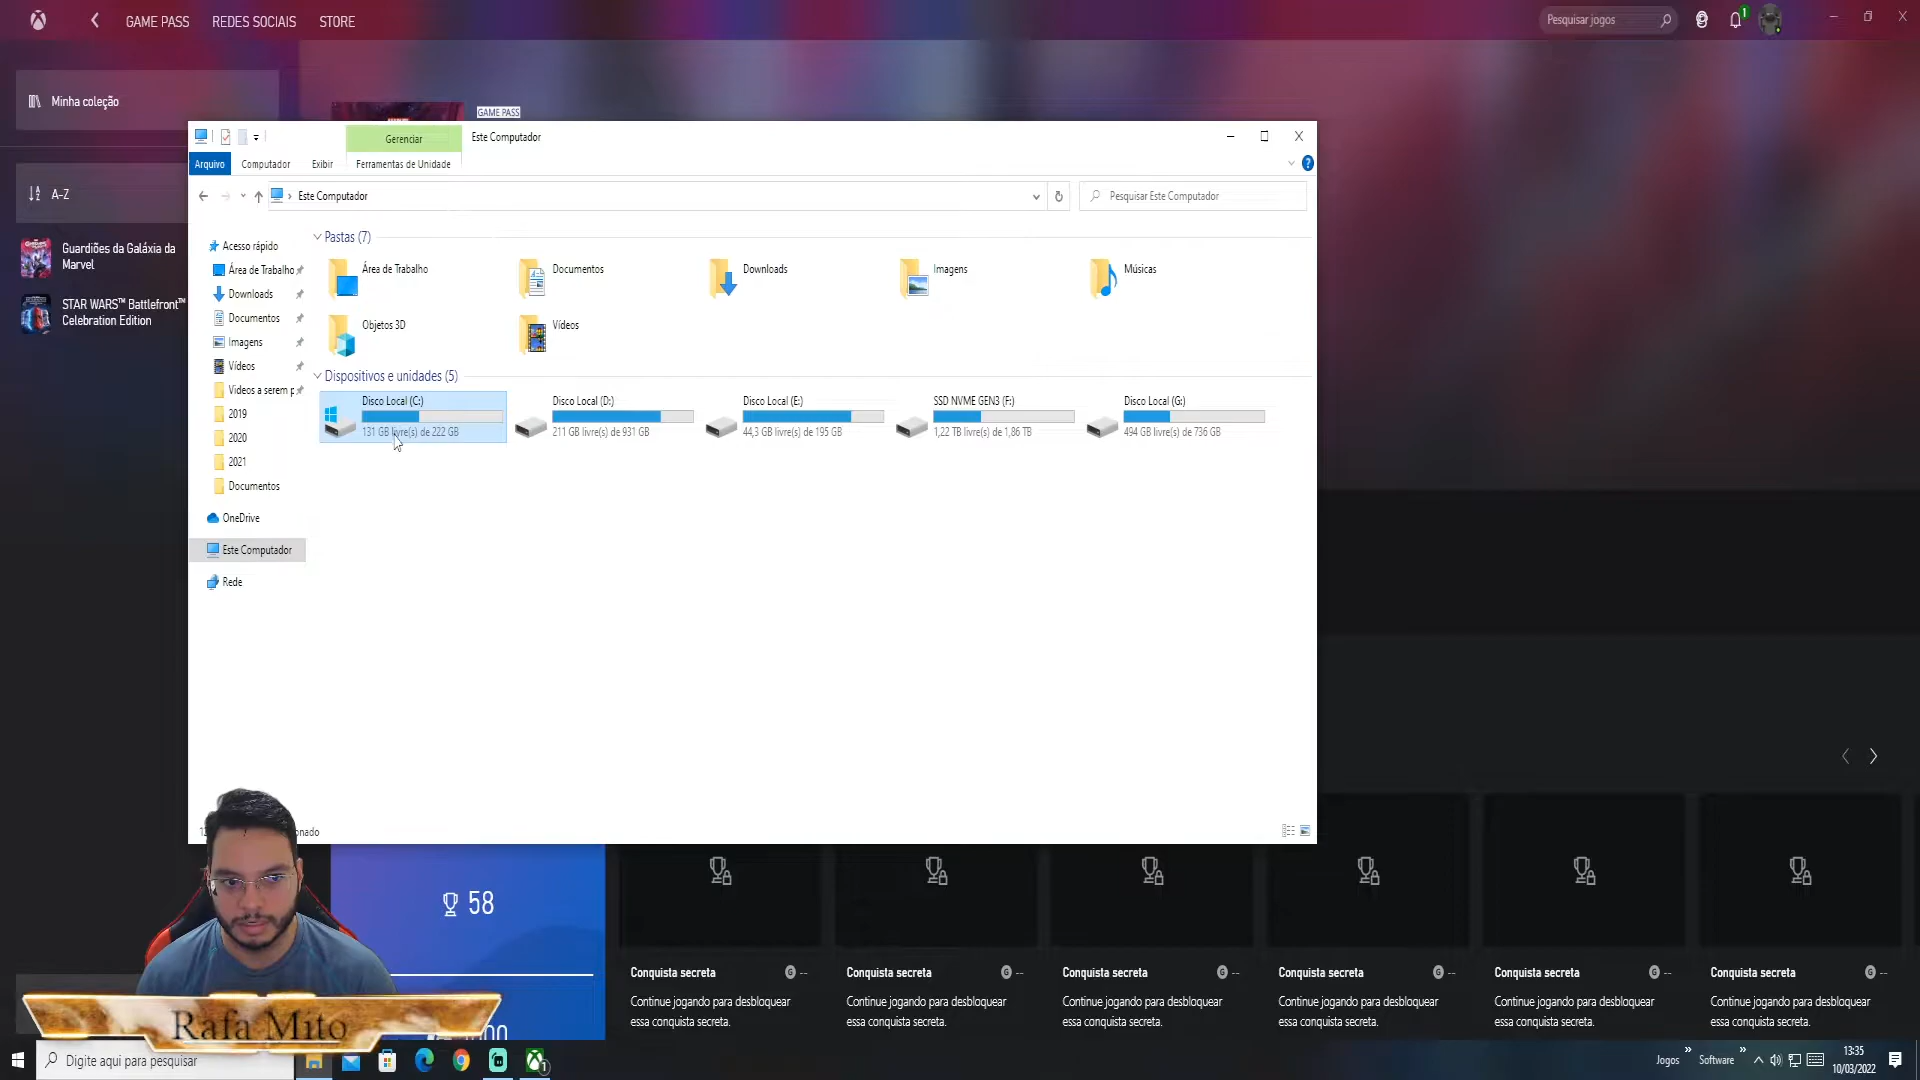 GAME PASS
REDES SOCIAIS
STORE
Pesquisar jogos
1
Minha coleção
GAME PASS
Gerenciar
Este Computador
Arquivo
Computador
Exibir
Ferramentas de Unidade
A-Z
Este Computador
Pesquisar Este Computador
Guardiões da Galáxia da
Marvel
STAR WARS™ Battlefront™
Celebration Edition
Acesso rápido
Área de Trabalho
Downloads
Documentos
Imagens
Vídeos
Videos a serem p
2019
2020
2021
Documentos
OneDrive
Este Computador
Rede
Pastas (7)
Área de Trabalho
Documentos
Downloads
Imagens
Músicas
Objetos 3D
Vídeos
Dispositivos e unidades (5)
Disco Local (C:)
131 GB livre(s) de 222 GB
Disco Local (D:)
211 GB livre(s) de 931 GB
Disco Local (E:)
44,3 GB livre(s) de 195 GB
SSD NVME GEN3 (F:)
1,22 TB livre(s) de 1,86 TB
Disco Local (G:)
494 GB livre(s) de 736 GB
58
Conquista secreta
G --
Continue jogando para desbloquear
essa conquista secreta.
Conquista secreta
G --
Continue jogando para desbloquear
essa conquista secreta.
Conquista secreta
G --
Continue jogando para desbloquear
essa conquista secreta.
Conquista secreta
G --
Continue jogando para desbloquear
essa conquista secreta.
Conquista secreta
G --
Continue jogando para desbloquear
essa conquista secreta.
Conquista secreta
G --
Continue jogando para desbloquear
essa conquista secreta.
Rafa Mito
Digite aqui para pesquisar
1
Jogos
Software
13:35
10/03/2022